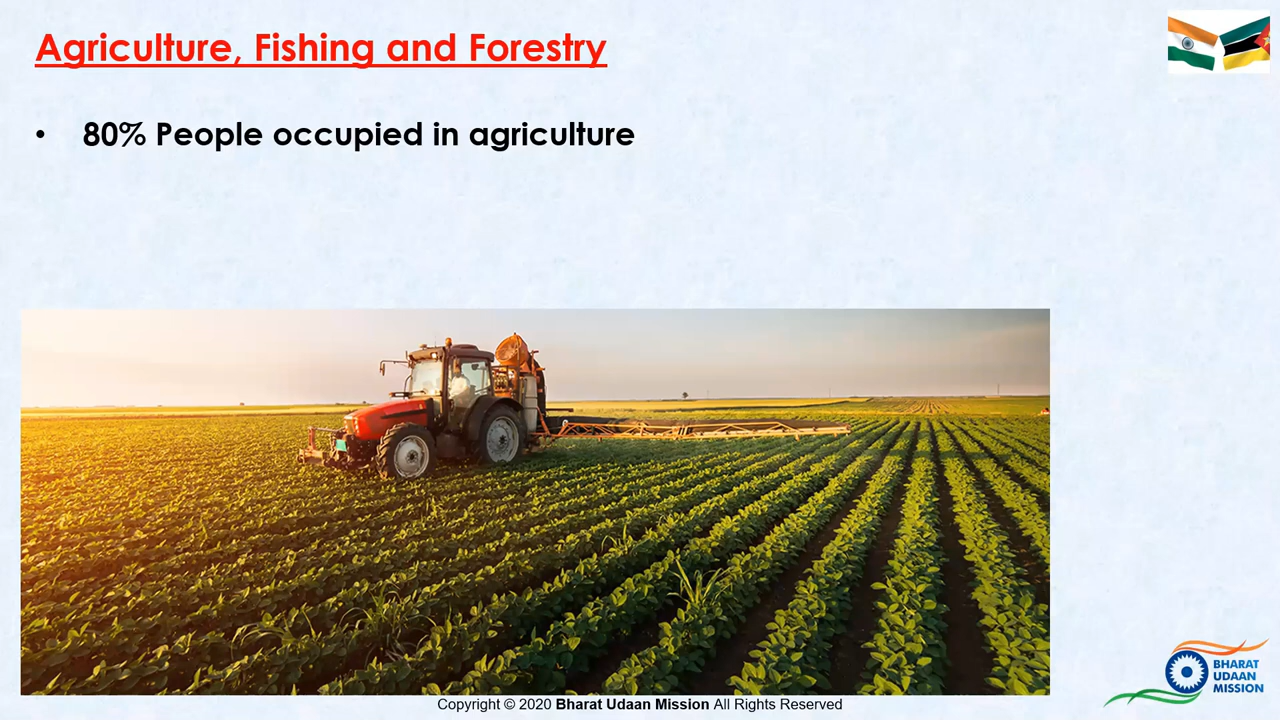 Agriculture, Fishing and Forestry
• 80% People occupied in agriculture
BHARAT
UDAAN
MISSION
Copyright © 2020 Bharat Udaan Mission All Rights Reserved